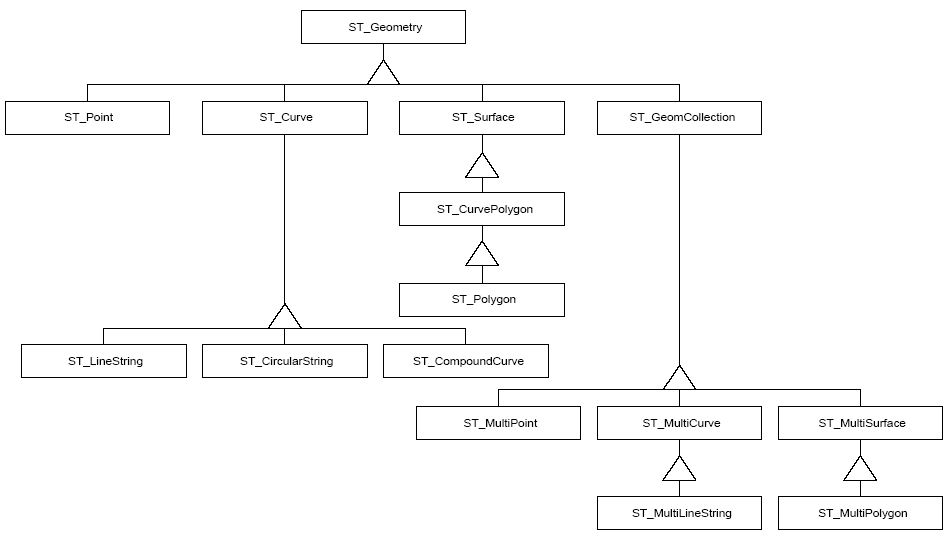 ST_Geometry
ST_Point
ST_Curve
ST_Surface
ST_GeomCollection
ST_CurvePolygon
ST_Polygon
ST_LineString
ST_CircularString
ST_CompoundCurve
ST_MultiPoint
ST_MultiCurve
ST_MultiSurface
ST_MultiLineString
ST_MultiPolygon